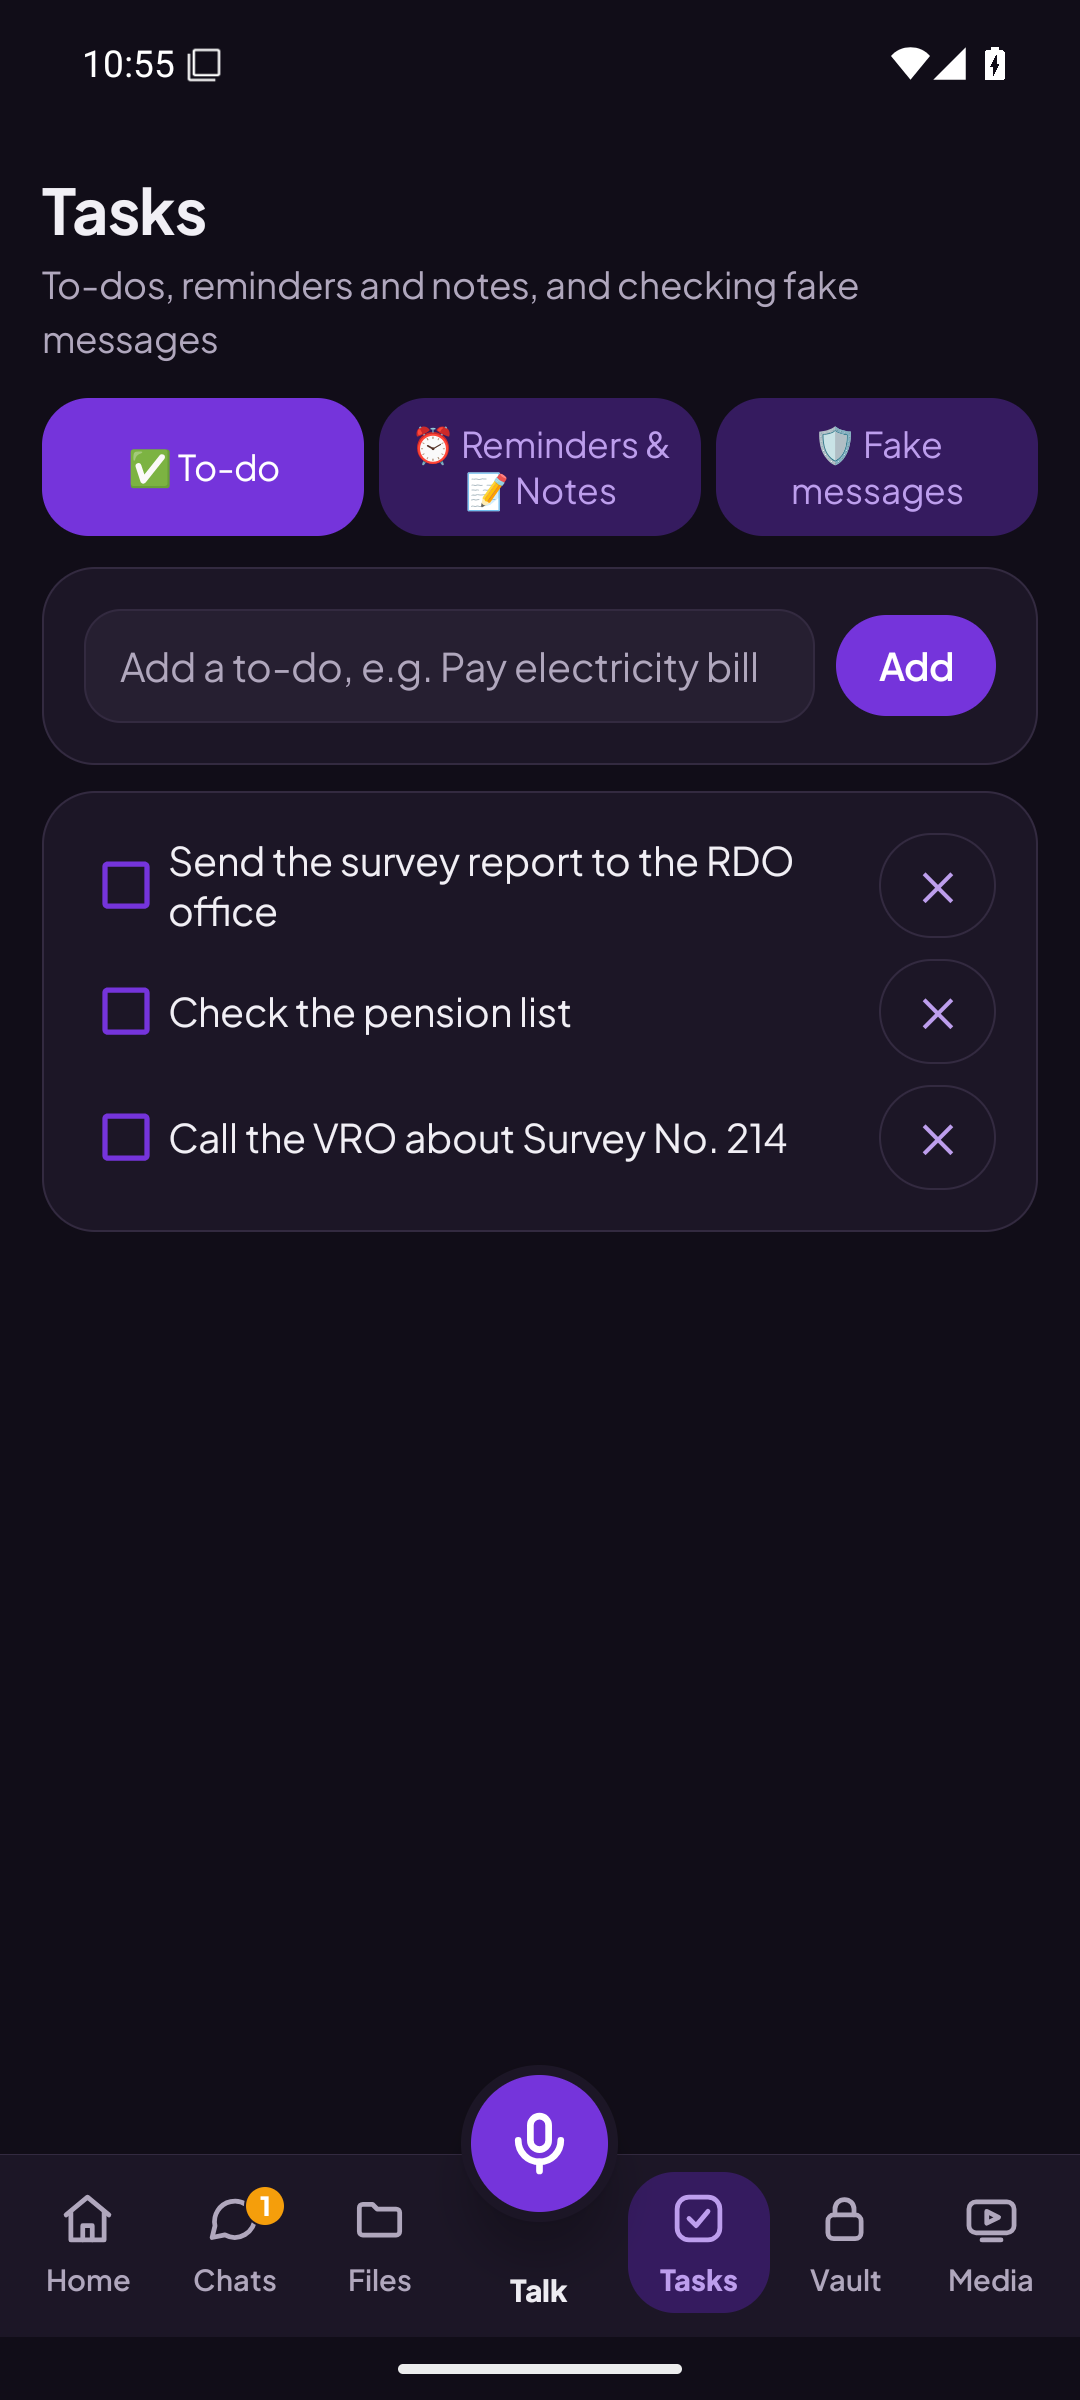 10:55
Tasks
To-dos, reminders and notes, and checking fake
messages
✅ To-do
⏰ Reminders &
📝 Notes
🛡️ Fake
messages
Add a to-do, e.g. Pay electricity bill
Add
Send the survey report to the RDO
office
Check the pension list
Call the VRO about Survey No. 214
1
Home
Chats
Files
Talk
Tasks
Vault
Media